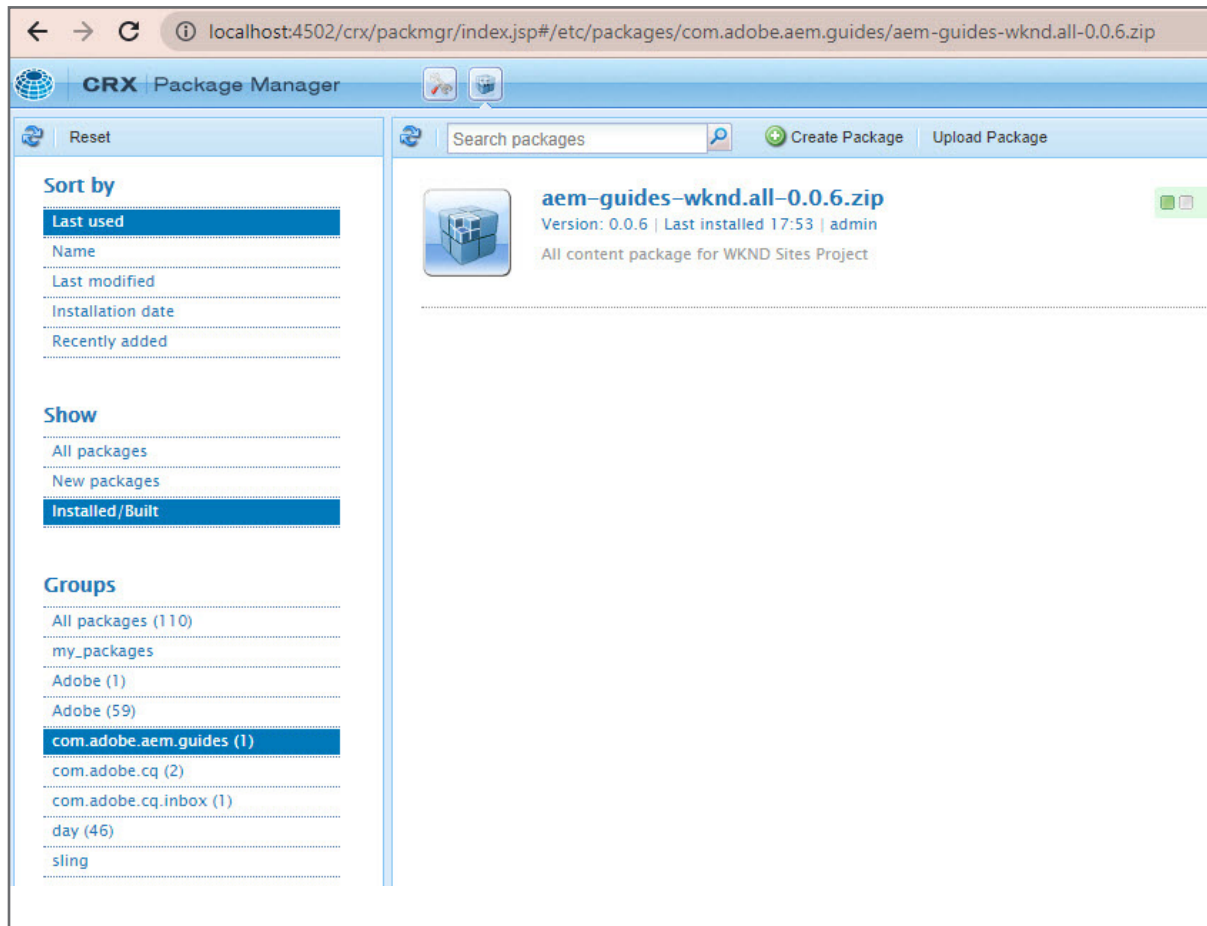 localhost:4502/crx/packmgr/index.jsp#/etc/packages/com.adobe.aem.guides/aem-guides-wknd.all-0.0.6.zip
CRX | Package Manager
Reset
Search packages
Create Package
Upload Package
Sort by
Last used
Name
Last modified
Installation date
Recently added
Show
All packages
New packages
Installed/Built
Groups
All packages (110)
my_packages
Adobe (1)
Adobe (59)
com.adobe.aem.guides (1)
com.adobe.cq (2)
com.adobe.cq.inbox (1)
day (46)
sling
aem-guides-wknd.all-0.0.6.zip
Version: 0.0.6 | Last installed 17:53 | admin
All content package for WKND Sites Project